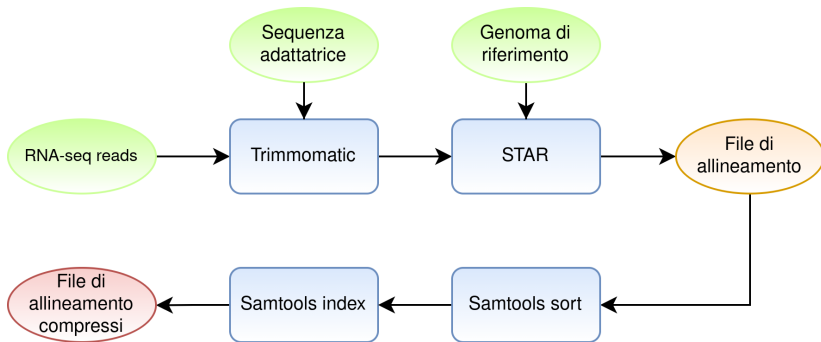 Sequenza
adattatrice
Genoma di
riferimento
RNA-seq reads
Trimmomatic
STAR
File di
allineamento
File di
allineamento
compressi
Samtools index
Samtools sort